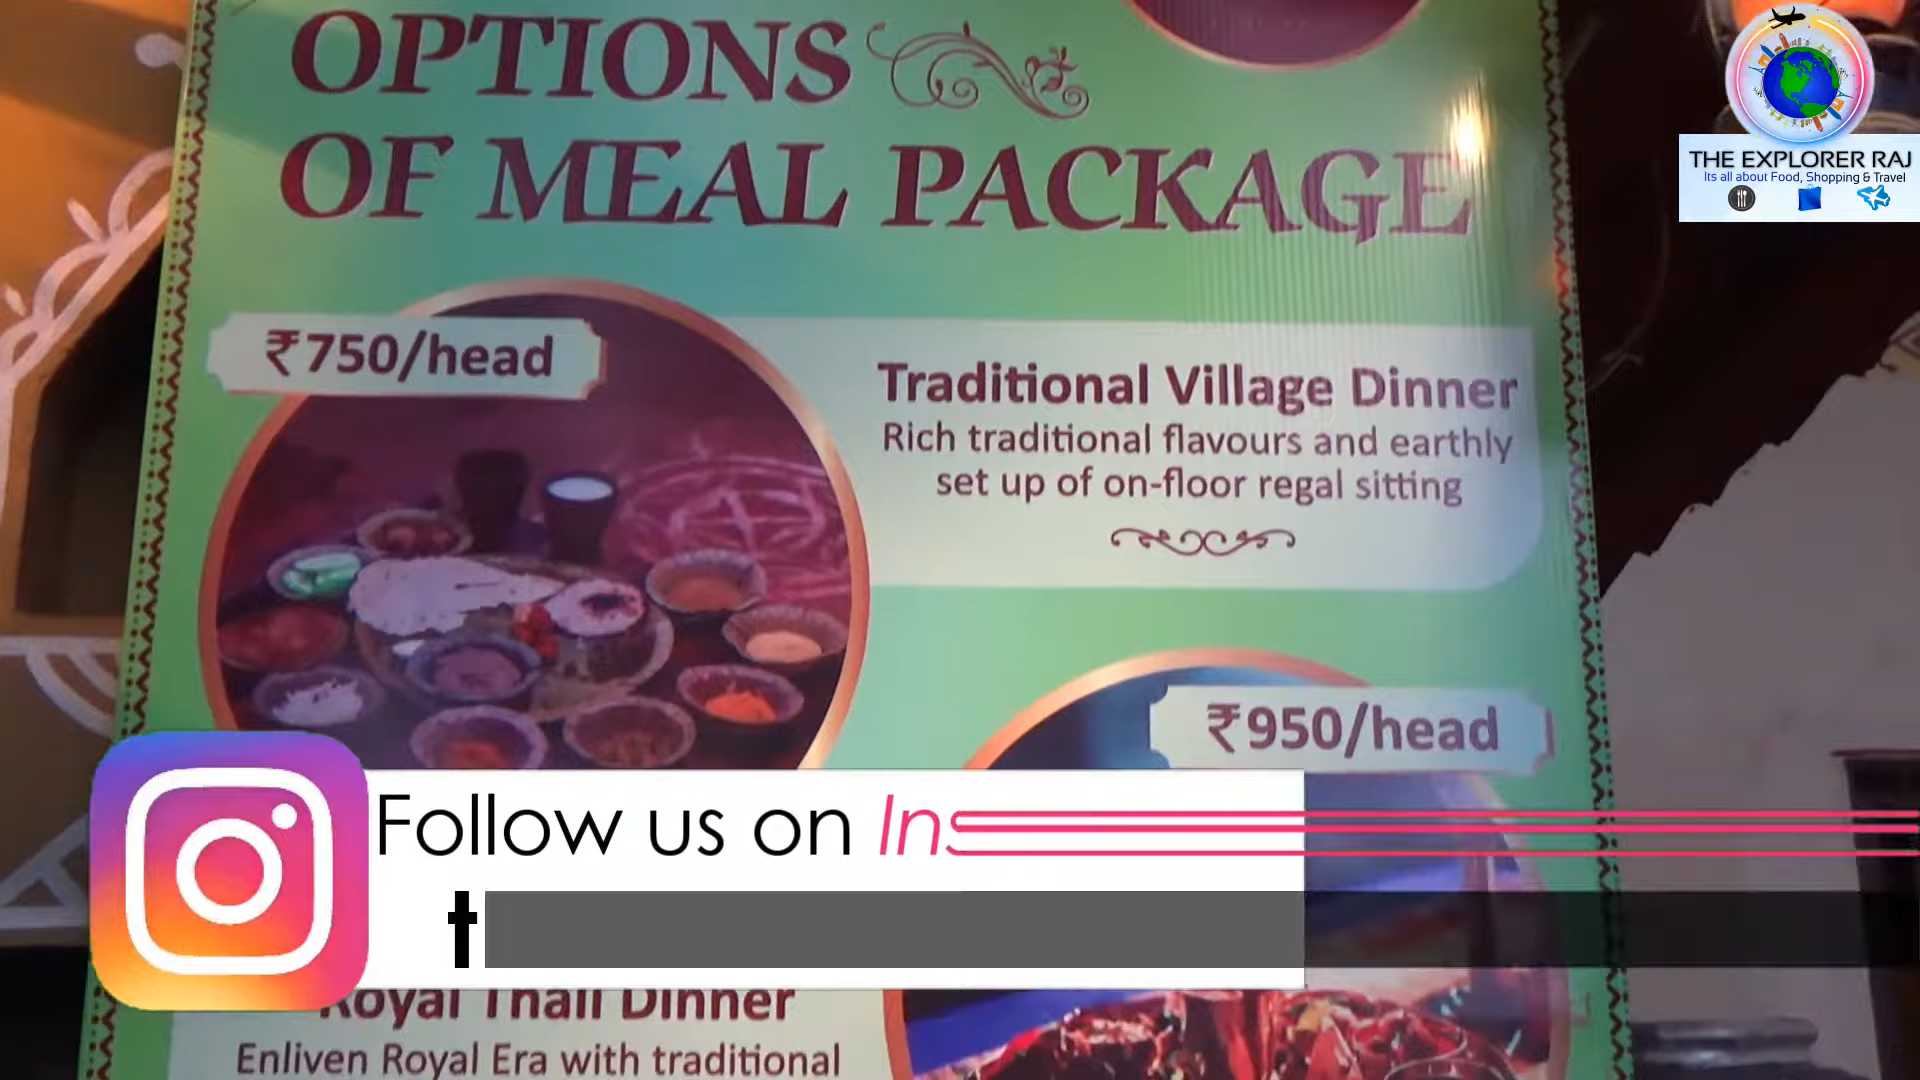 OPTIONS
OF MEAL PACKAGE
₹750/head
Traditional Village Dinner
Rich traditional flavours and earthly
set up of on-floor regal sitting
₹950/head
Royal Thali Dinner
Enliven Royal Era with traditional
Follow us on
THE EXPLORER RAJ
Its all about Food, Shopping & Travel